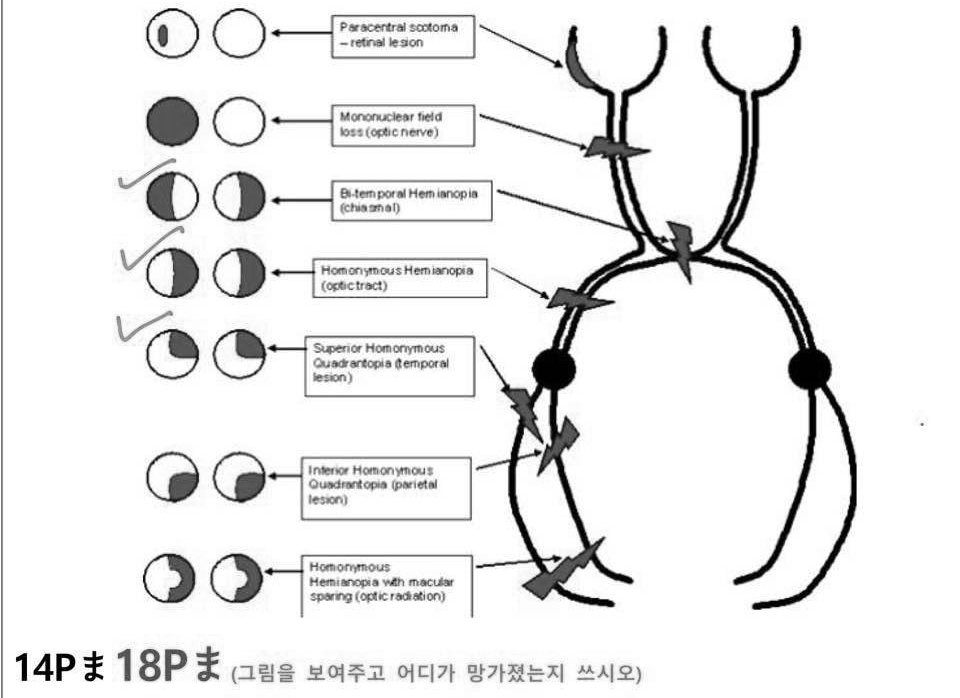 Paracentral scotoma
– retinal lesion
Mononuclear field
loss (optic nerve)
Bi-temporal Hemianopia
(chiasmal)
Homonymous Hemianopia
(optic tract)
Superior Homonymous
Quadrantopia (temporal
lesion)
Inferior Homonymous
Quadrantopia (parietal
lesion)
Homonymous
Hemianopia with macular
sparing (optic radiation)
14Pま 18Pま (그림을 보여주고 어디가 망가졌는지 쓰시오)